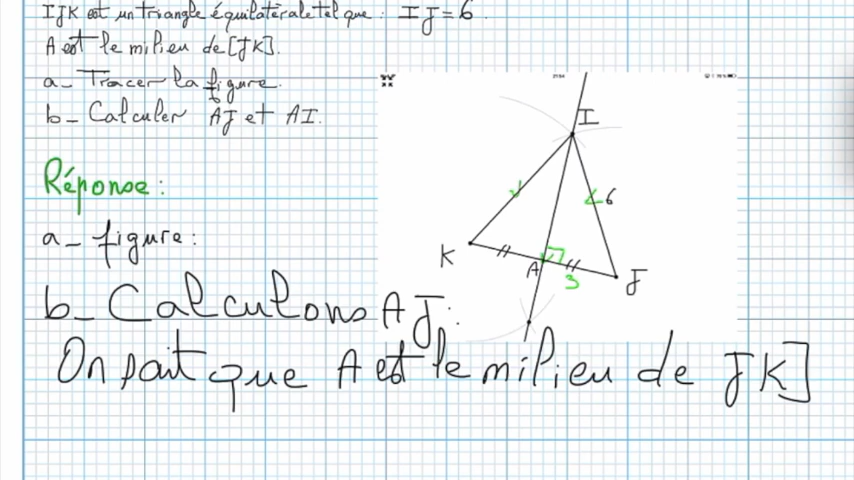 IJK est un triangle équilatérale tel que : IJ = 6.
A est le milieu de [JK].
a_ Tracer la figure.
b_ Calculer AJ et AI.
Réponse :
a_ figure :
I
6
K
A
3
J
b_ Calculons AJ :
On sait que A est le milieu de JK]